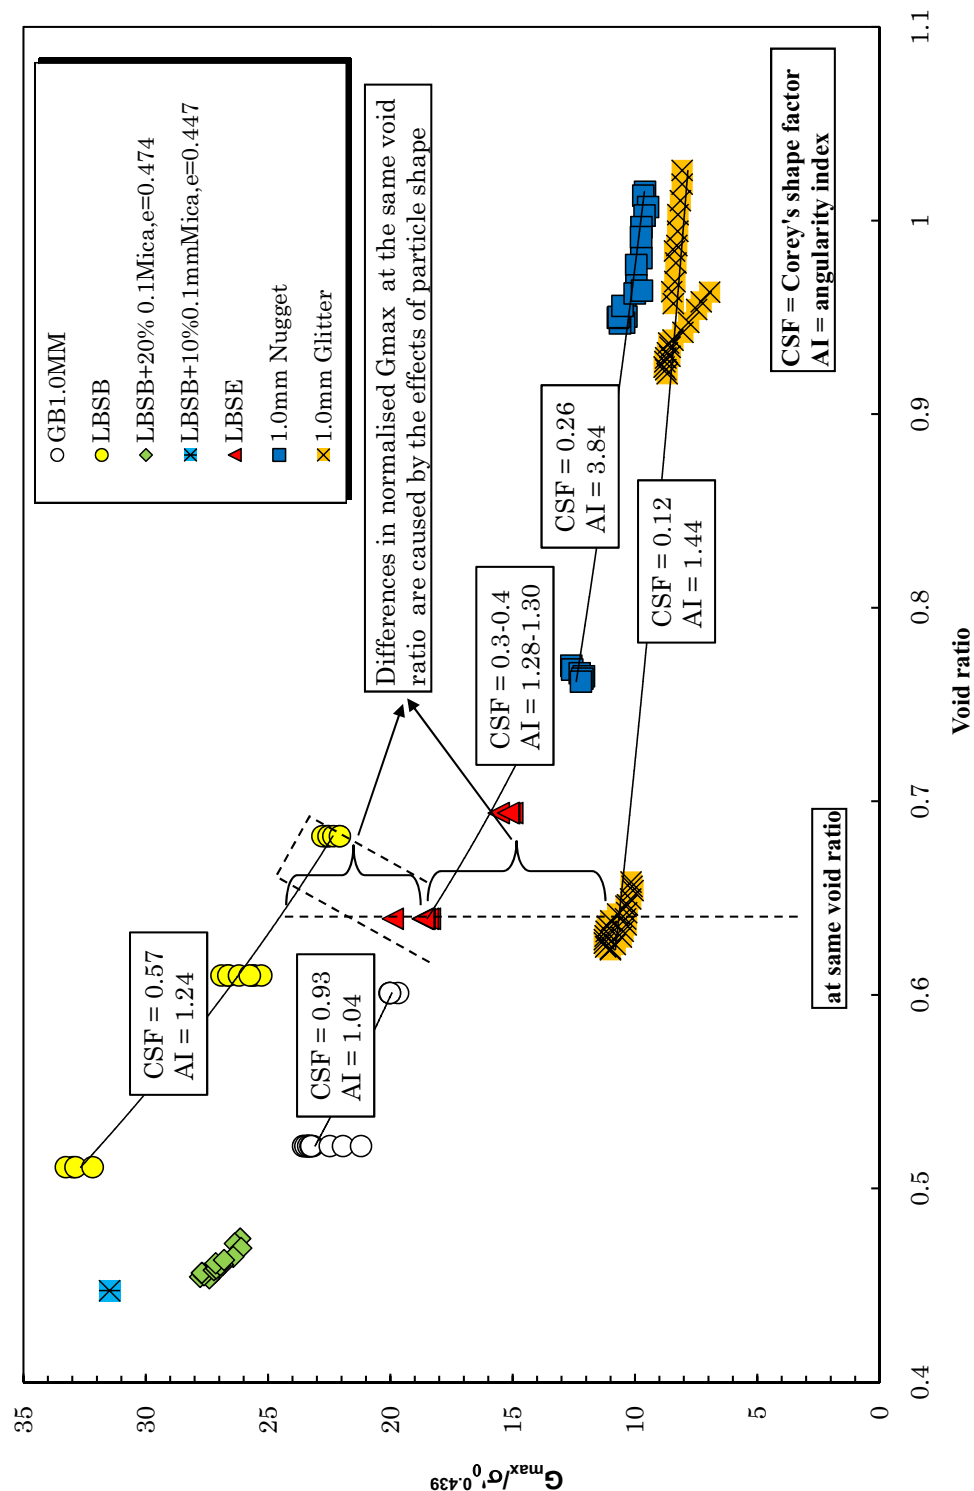 GB1.0MM
LBSB
LBSB+20% 0.1Mica,e=0.474
LBSB+10%0.1mmMica,e=0.447
LBSE
1.0mm Nugget
1.0mm Glitter
Differences in normalised Gmax at the same void
ratio are caused by the effects of particle shape
CSF = 0.57
AI = 1.24
CSF = 0.93
AI = 1.04
CSF = 0.3-0.4
AI = 1.28-1.30
CSF = 0.26
AI = 3.84
CSF = 0.12
AI = 1.44
CSF = Corey's shape factor
AI = angularity index
at same void ratio
35
30
25
20
15
10
5
0
Gmax/σ'0^0.439
0.4
0.5
0.6
0.7
0.8
0.9
1
1.1
Void ratio